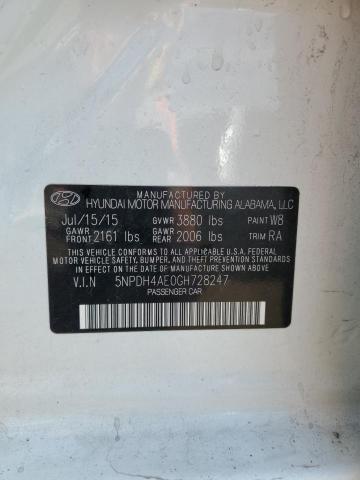 MANUFACTURED BY
HYUNDAI MOTOR MANUFACTURING ALABAMA, LLC
Jul/15/15 GVWR 3880 lbs PAINT W8
GAWR FRONT 2161 lbs GAWR REAR 2006 lbs TRIM RA
THIS VEHICLE CONFORMS TO ALL APPLICABLE U.S.A. FEDERAL
MOTOR VEHICLE SAFETY, BUMPER, AND THEFT PREVENTION
STANDARDS IN EFFECT ON THE DATE OF MANUFACTURE SHOWN ABOVE.
V.I.N 5NPDH4AE0GH728247
PASSENGER CAR